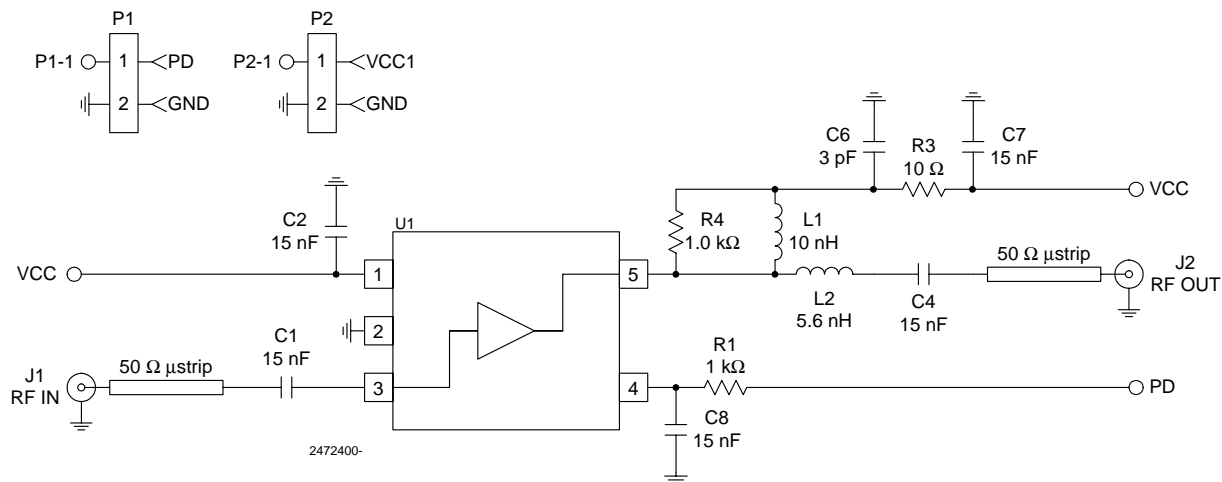 P1
P2
P1-1
1
PD
P2-1
1
VCC1
2
GND
2
GND
C6
3 pF
R3
10 Ω
C7
15 nF
VCC
C2
15 nF
U1
R4
1.0 kΩ
L1
10 nH
VCC
1
5
50 Ω µstrip
J2
RF OUT
L2
5.6 nH
C4
15 nF
2
C1
15 nF
R1
1 kΩ
J1
RF IN
50 Ω µstrip
3
4
PD
C8
15 nF
2472400-